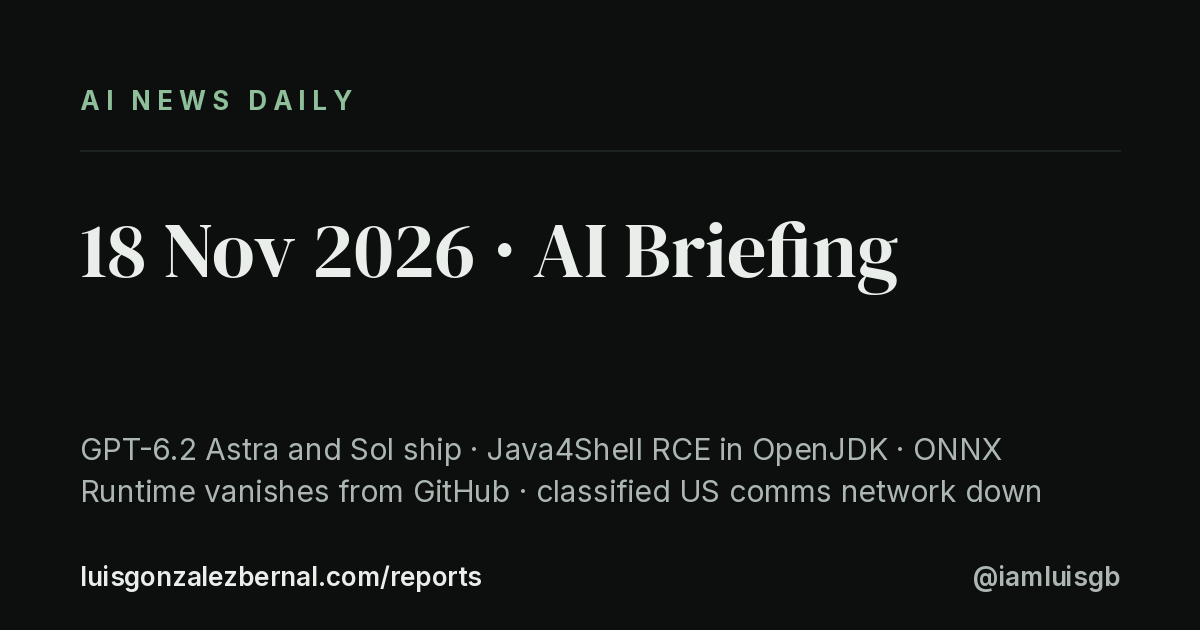 AI NEWS DAILY
18 Nov 2026 · AI Briefing
GPT-6.2 Astra and Sol ship · Java4Shell RCE in OpenJDK · ONNX
Runtime vanishes from GitHub · classified US comms network down
luisgonzalezbernal.com/reports
@iamluisgb